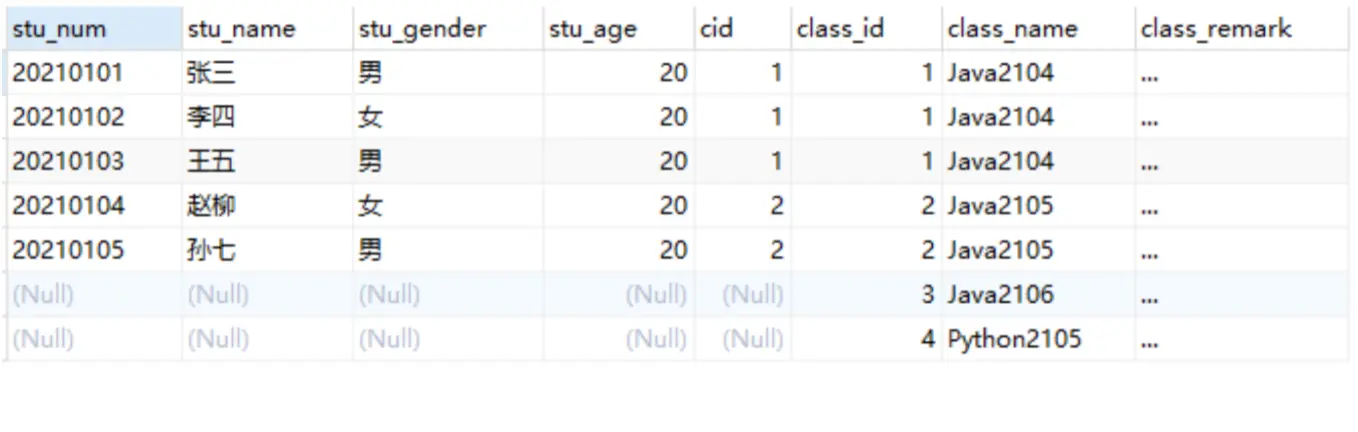 stu_num stu_name stu_gender stu_age cid class_id class_name class_remark
20210101 张三 男 20 1 1 Java2104 ...
20210102 李四 女 20 1 1 Java2104 ...
20210103 王五 男 20 1 1 Java2104 ...
20210104 赵柳 女 20 2 2 Java2105 ...
20210105 孙七 男 20 2 2 Java2105 ...
(Null) (Null) (Null) (Null) (Null) 3 Java2106 ...
(Null) (Null) (Null) (Null) (Null) 4 Python2105 ...